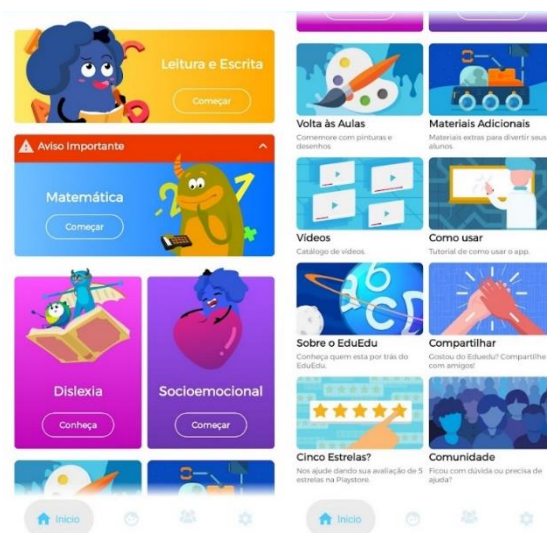 Leitura e Escrita
Começar
Aviso Importante
Matemática
Começar
Dislexia
Conheça
Socioemocional
Começar
Início
Volta às Aulas
Comemore com pinturas e
desenhos.
Materiais Adicionais
Materiais extras para divertir seus
alunos.
Vídeos
Catálogo de vídeos.
Como usar
Tutorial de como usar o app.
Sobre o EduEdu
Conheça quem esta por trás do
EduEdu.
Compartilhar
Gostou do Eduedu? Compartilhe
com amigos!
Cinco Estrelas?
Nos ajude dando sua avaliação de 5
estrelas na Playstore.
Comunidade
Ficou com dúvida ou precisa de
ajuda?
Início